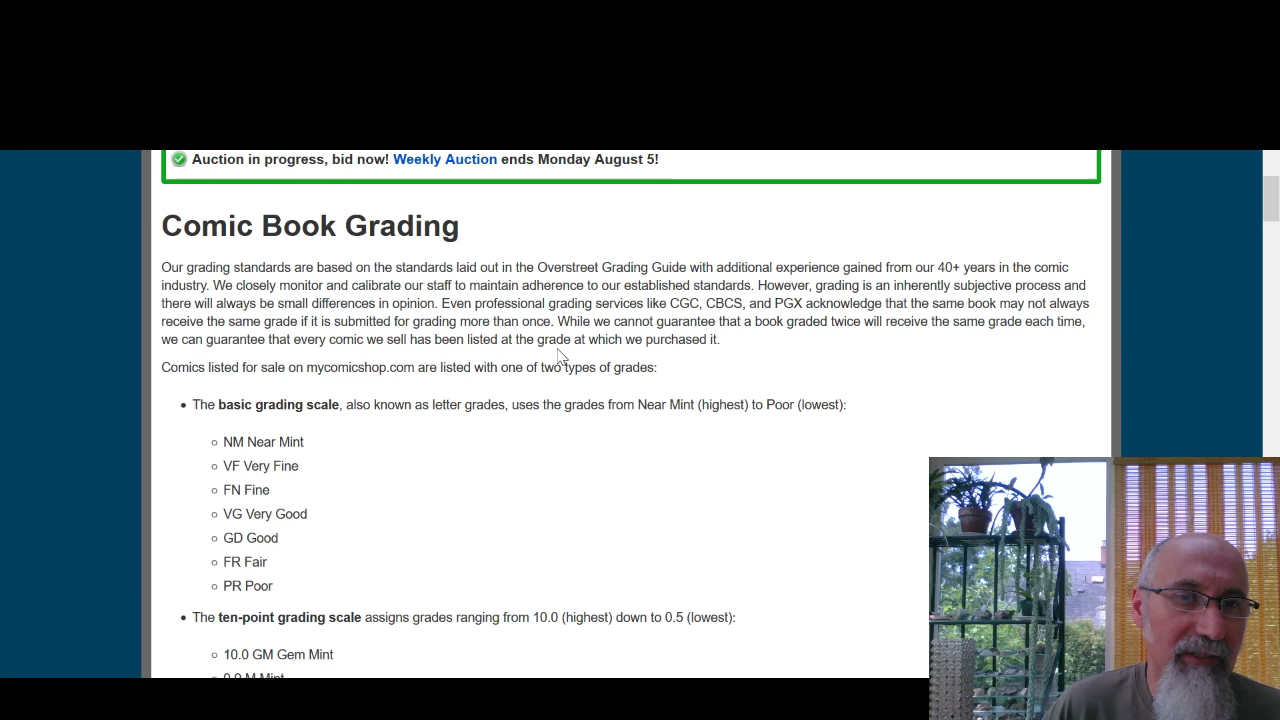 Auction in progress, bid now! Weekly Auction ends Monday August 5!
Comic Book Grading
Our grading standards are based on the standards laid out in the Overstreet Grading Guide with additional experience gained from our 40+ years in the comic
industry. We closely monitor and calibrate our staff to maintain adherence to our established standards. However, grading is an inherently subjective process and
there will always be small differences in opinion. Even professional grading services like CGC, CBCS, and PGX acknowledge that the same book may not always
receive the same grade if it is submitted for grading more than once. While we cannot guarantee that a book graded twice will receive the same grade each time,
we can guarantee that every comic we sell has been listed at the grade at which we purchased it.
Comics listed for sale on mycomicshop.com are listed with one of two types of grades:
The basic grading scale, also known as letter grades, uses the grades from Near Mint (highest) to Poor (lowest):
NM Near Mint
VF Very Fine
FN Fine
VG Very Good
GD Good
FR Fair
PR Poor
The ten-point grading scale assigns grades ranging from 10.0 (highest) down to 0.5 (lowest):
10.0 GM Gem Mint